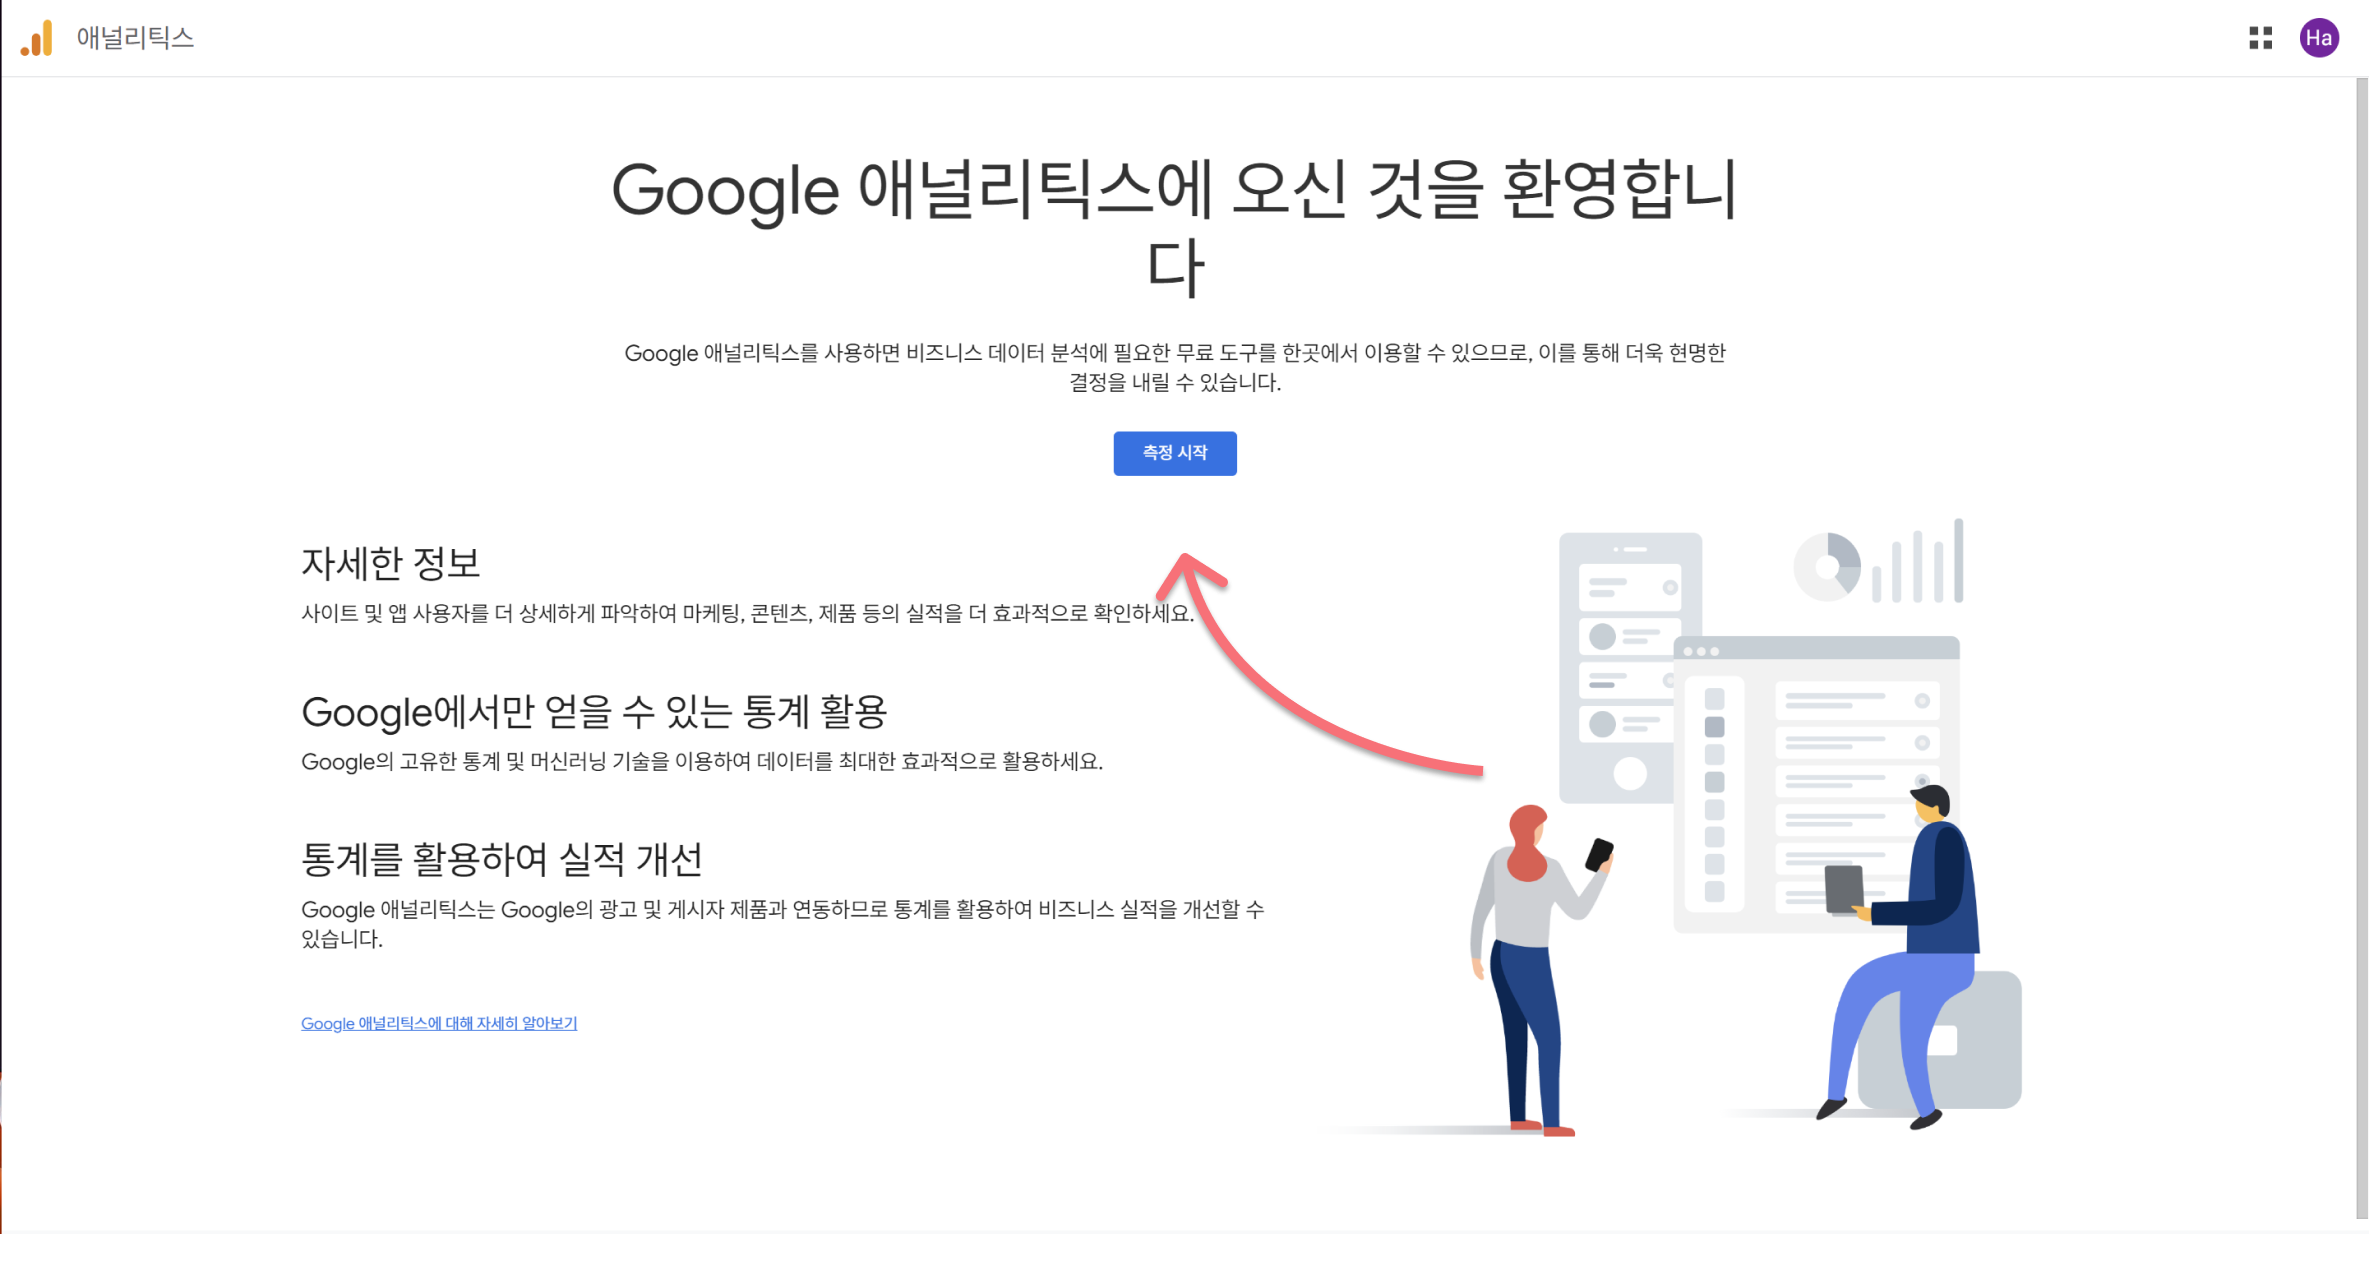 애널리틱스
Ha
Google 애널리틱스에 오신 것을 환영합니
다
Google 애널리틱스를 사용하면 비즈니스 데이터 분석에 필요한 무료 도구를 한곳에서 이용할 수 있으므로, 이를 통해 더욱 현명한
결정을 내릴 수 있습니다.
측정 시작
자세한 정보
사이트 및 앱 사용자를 더 상세하게 파악하여 마케팅, 콘텐츠, 제품 등의 실적을 더 효과적으로 확인하세요.
Google에서만 얻을 수 있는 통계 활용
Google의 고유한 통계 및 머신러닝 기술을 이용하여 데이터를 최대한 효과적으로 활용하세요.
통계를 활용하여 실적 개선
Google 애널리틱스는 Google의 광고 및 게시자 제품과 연동하므로 통계를 활용하여 비즈니스 실적을 개선할 수
있습니다.
Google 애널리틱스에 대해 자세히 알아보기